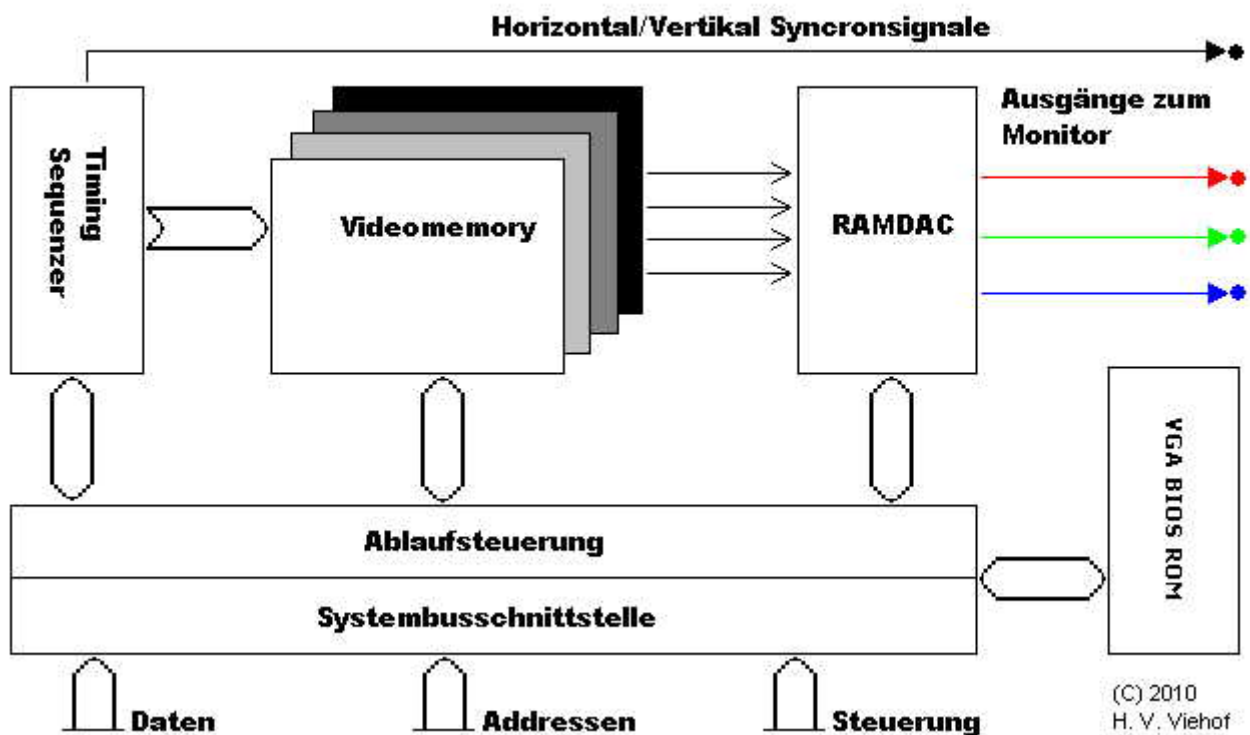 Horizontal/Vertikal Syncronsignale
Timing
Sequenzer
Videomemory
RAMDAC
Ausgänge zum
Monitor
VGA BIOS ROM
Ablaufsteuerung
Systembusschnittstelle
Daten
Addressen
Steuerung
(C) 2010
H. V. Viehof